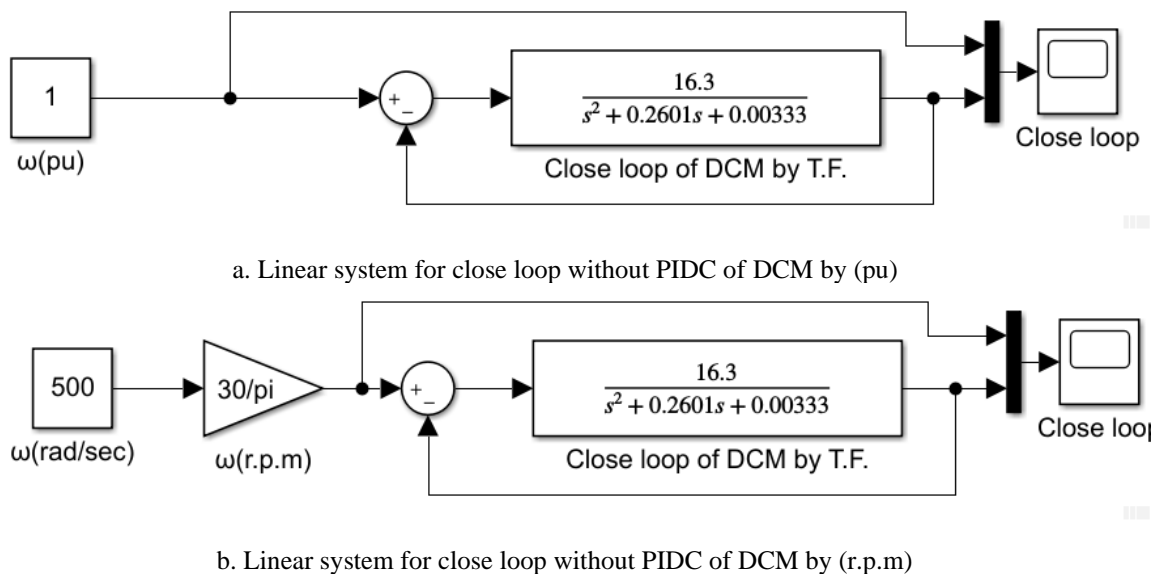 1
ω(pu)
+
−
16.3
s² + 0.2601s + 0.00333
Close loop of DCM by T.F.
Close loop
a. Linear system for close loop without PIDC of DCM by (pu)
500
ω(rad/sec)
30/pi
ω(r.p.m)
+
−
16.3
s² + 0.2601s + 0.00333
Close loop of DCM by T.F.
Close loop
b. Linear system for close loop without PIDC of DCM by (r.p.m)